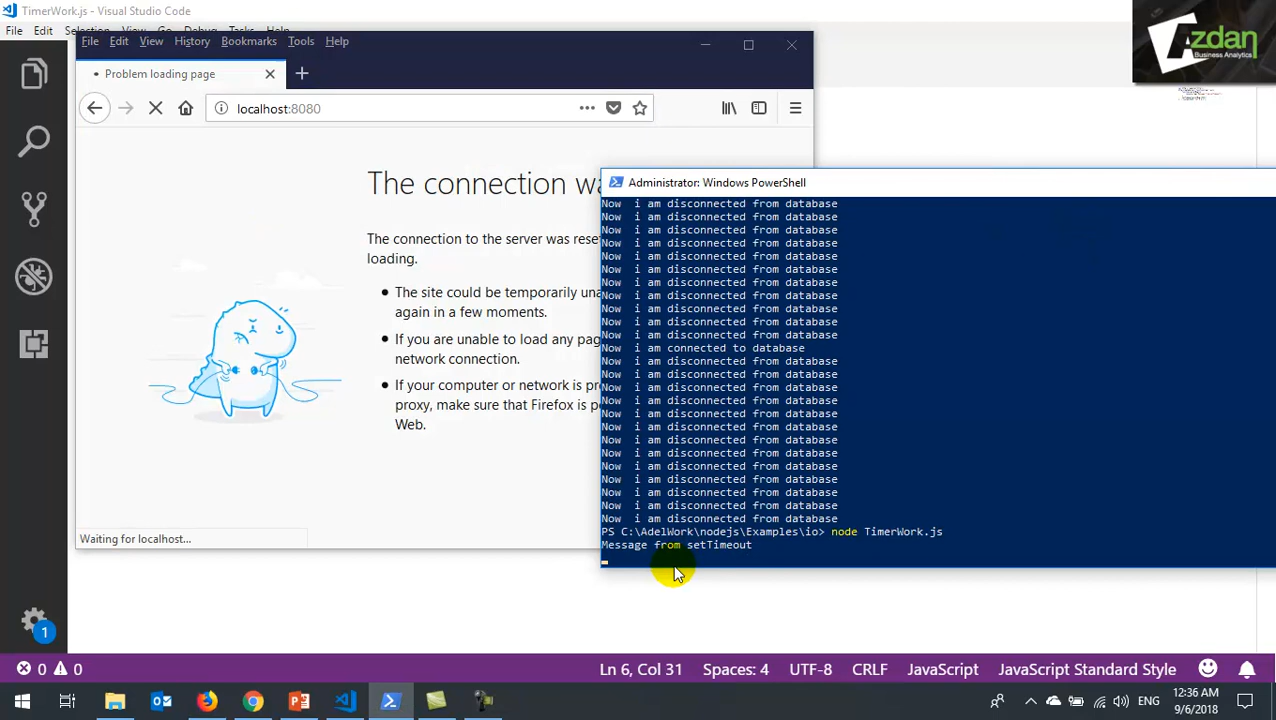 TimerWork.js - Visual Studio Code
File Edit Selection View Go Debug Tasks Help
Azdan
Business Analytics
File Edit View History Bookmarks Tools Help
Problem loading page
localhost:8080
The connection wa
The connection to the server was rese
loading.
The site could be temporarily una
again in a few moments.
If you are unable to load any pag
network connection.
If your computer or network is pr
proxy, make sure that Firefox is pe
Web.
Waiting for localhost...
Administrator: Windows PowerShell
Now i am disconnected from database
Now i am disconnected from database
Now i am disconnected from database
Now i am disconnected from database
Now i am disconnected from database
Now i am disconnected from database
Now i am disconnected from database
Now i am disconnected from database
Now i am disconnected from database
Now i am disconnected from database
Now i am disconnected from database
Now i am connected to database
Now i am disconnected from database
Now i am disconnected from database
Now i am disconnected from database
Now i am disconnected from database
Now i am disconnected from database
Now i am disconnected from database
Now i am disconnected from database
Now i am disconnected from database
Now i am disconnected from database
Now i am disconnected from database
Now i am disconnected from database
Now i am disconnected from database
Now i am disconnected from database
PS C:\AdelWork\nodejs\Examples\io> node TimerWork.js
Message from setTimeout
1
0 0 Ln 6, Col 31 Spaces: 4 UTF-8 CRLF JavaScript JavaScript Standard Style
ENG
12:36 AM
9/6/2018